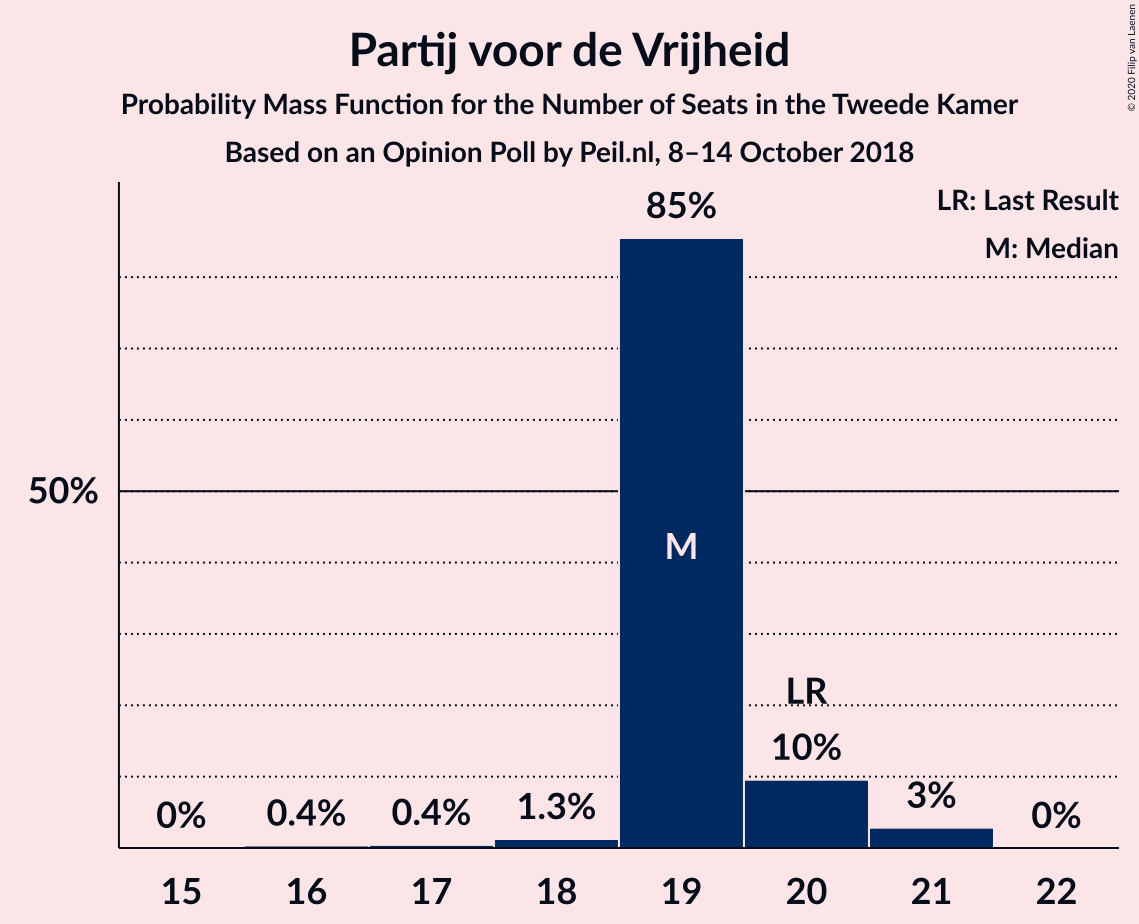 Partij voor de Vrijheid
Probability Mass Function for the Number of Seats in the Tweede Kamer
Based on an Opinion Poll by Peil.nl, 8–14 October 2018
© 2020 Filip van Laenen
LR: Last Result
M: Median
85%
50%
M
LR
10%
0%
0.4%
0.4%
1.3%
3%
0%
15
16
17
18
19
20
21
22